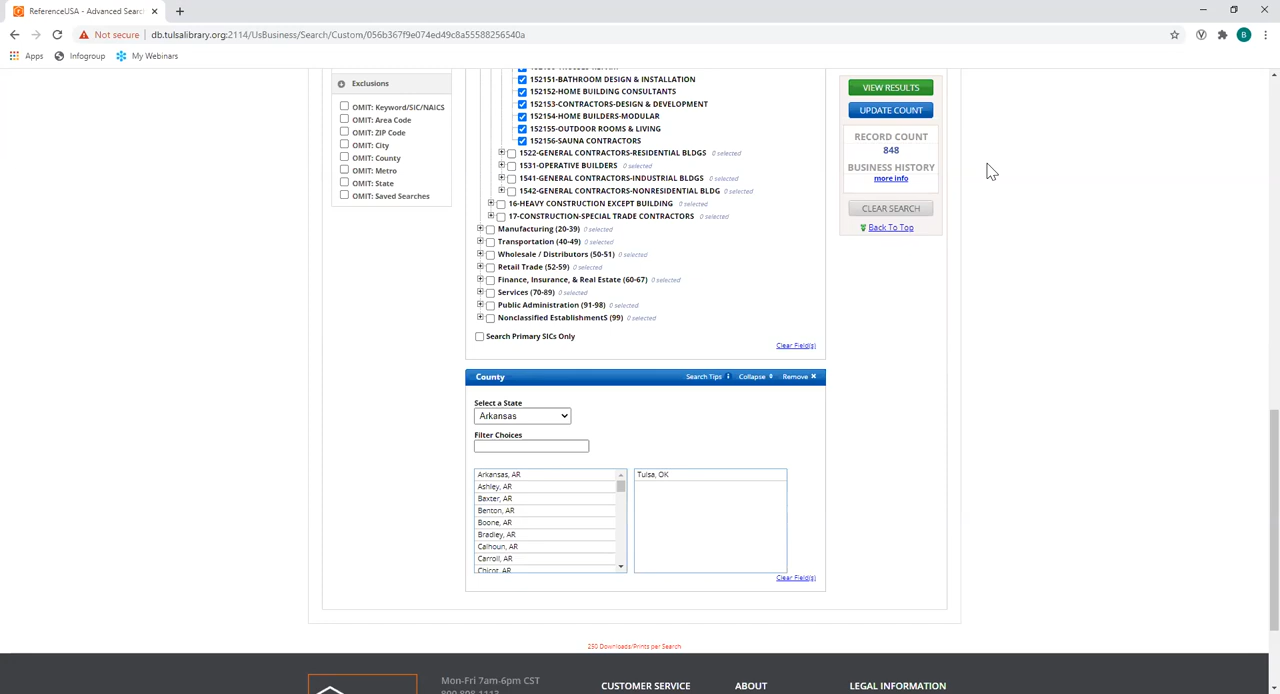 ReferenceUSA - Advanced Searc
Not secure | db.tulsalibrary.org:2114/UsBusiness/Search/Custom/056b367f9e074ed49c8a55588256540a
B
Apps Infogroup My Webinars
Exclusions
OMIT: Keyword/SIC/NAICS
OMIT: Area Code
OMIT: ZIP Code
OMIT: City
OMIT: County
OMIT: Metro
OMIT: State
OMIT: Saved Searches
152151-BATHROOM DESIGN & INSTALLATION
152152-HOME BUILDING CONSULTANTS
152153-CONTRACTORS-DESIGN & DEVELOPMENT
152154-HOME BUILDERS-MODULAR
152155-OUTDOOR ROOMS & LIVING
152156-SAUNA CONTRACTORS
1522-GENERAL CONTRACTORS-RESIDENTIAL BLDGS 0 selected
1531-OPERATIVE BUILDERS 0 selected
1541-GENERAL CONTRACTORS-INDUSTRIAL BLDGS 0 selected
1542-GENERAL CONTRACTORS-NONRESIDENTIAL BLDG 0 selected
16-HEAVY CONSTRUCTION EXCEPT BUILDING 0 selected
17-CONSTRUCTION-SPECIAL TRADE CONTRACTORS 0 selected
Manufacturing (20-39) 0 selected
Transportation (40-49) 0 selected
Wholesale / Distributors (50-51) 0 selected
Retail Trade (52-59) 0 selected
Finance, Insurance, & Real Estate (60-67) 0 selected
Services (70-89) 0 selected
Public Administration (91-98) 0 selected
Nonclassified EstablishmentS (99) 0 selected
Search Primary SICs Only
Clear Field(s)
VIEW RESULTS
UPDATE COUNT
RECORD COUNT
848
BUSINESS HISTORY
more info
CLEAR SEARCH
Back To Top
County Search Tips Collapse Remove
Select a State
Arkansas
Filter Choices
Arkansas, AR
Ashley, AR
Baxter, AR
Benton, AR
Boone, AR
Bradley, AR
Calhoun, AR
Carroll, AR
Chicot, AR
Tulsa, OK
Clear Field(s)
250 Downloads/Prints per Search
Mon-Fri 7am-6pm CST
CUSTOMER SERVICE
ABOUT
LEGAL INFORMATION